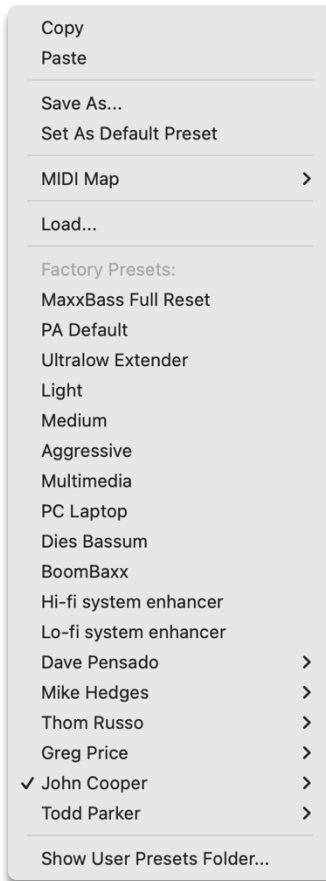 Copy
Paste
Save As...
Set As Default Preset
MIDI Map
Load...
Factory Presets:
MaxxBass Full Reset
PA Default
Ultralow Extender
Light
Medium
Aggressive
Multimedia
PC Laptop
Dies Bassum
BoomBaxx
Hi-fi system enhancer
Lo-fi system enhancer
Dave Pensado
Mike Hedges
Thom Russo
Greg Price
John Cooper
Todd Parker
Show User Presets Folder...